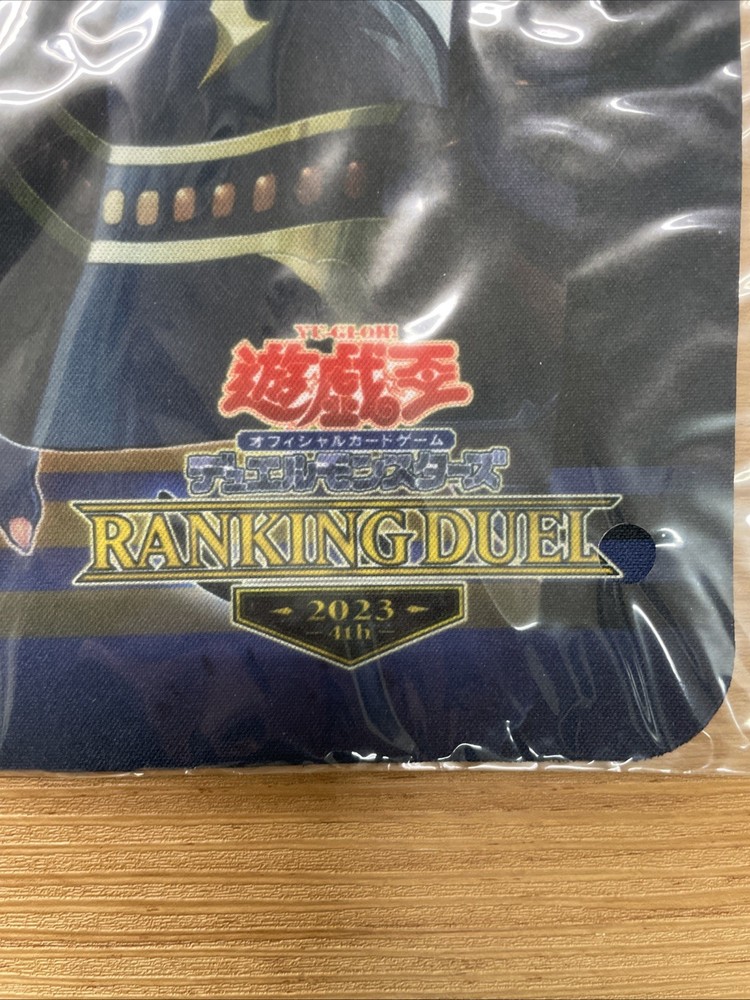 YU-GI-OH!
遊戯王
オフィシャルカードゲーム
デュエルモンスターズ
RANKING DUEL
2023
4th